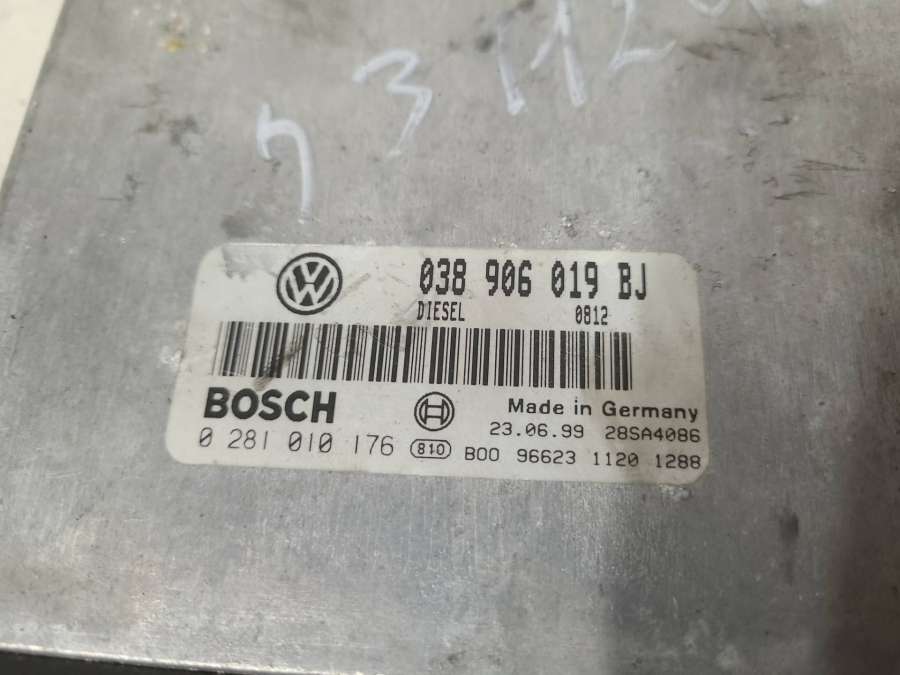 038 906 019 BJ
DIESEL 0812
BOSCH Made in Germany
23.06.99 28SA4086
0 281 010 176 810 B00 96623 1120 1288